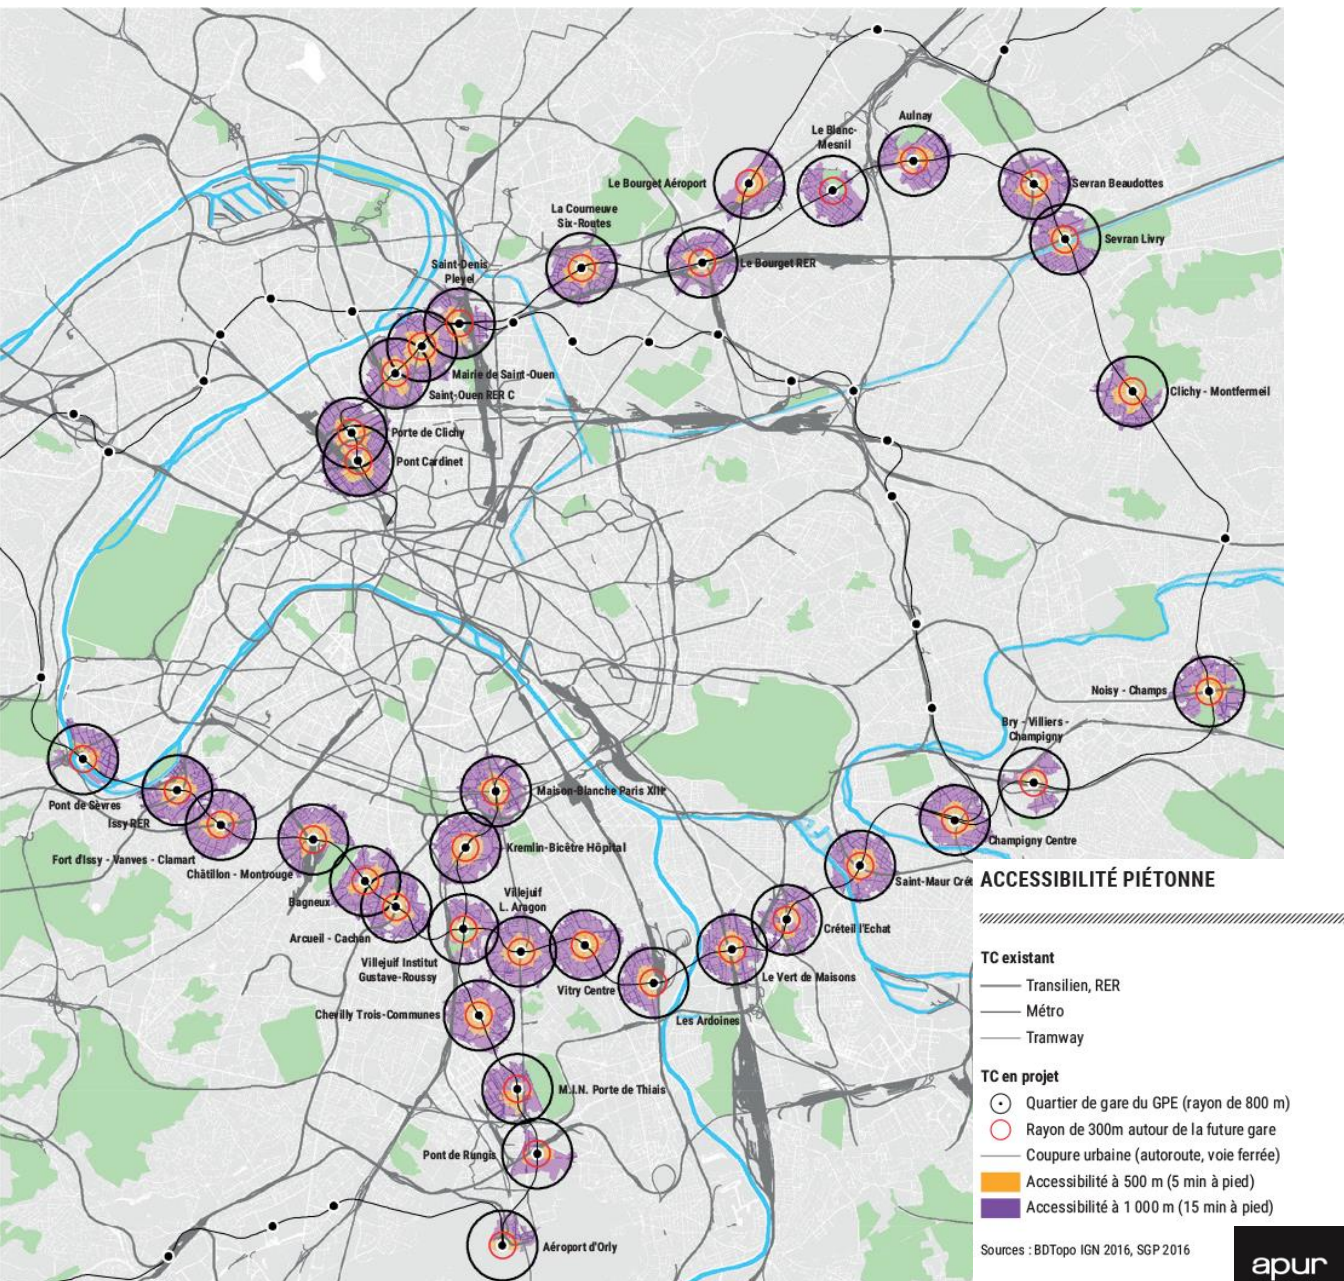 Aulnay
Le Blanc-
Mesnil
Le Bourget Aéroport
Sevran Beaudottes
La Courneuve
Six-Routes
Sevran Livry
Le Bourget RER
Saint-Denis
Pleyel
Mairie de Saint-Ouen
Saint-Ouen RER C
Clichy - Montfermeil
Porte de Clichy
Pont Cardinet
Noisy - Champs
Bry - Villiers -
Champigny
Pont de Sèvres
Issy RER
Maison-Blanche Paris XIIIᵉ
Fort d'Issy - Vanves - Clamart
Kremlin-Bicêtre Hôpital
Champigny Centre
Châtillon - Montrouge
Saint-Maur Crét
Bagneux
Villejuif
L. Aragon
Arcueil - Cachan
Créteil l'Echat
Villejuif Institut
Gustave-Roussy
Vitry Centre
Le Vert de Maisons
Chevilly Trois-Communes
Les Ardoines
M.I.N. Porte de Thiais
Pont de Rungis
Aéroport d'Orly
ACCESSIBILITÉ PIÉTONNE
TC existant
Transilien, RER
Métro
Tramway
TC en projet
Quartier de gare du GPE (rayon de 800 m)
Rayon de 300m autour de la future gare
Coupure urbaine (autoroute, voie ferrée)
Accessibilité à 500 m (5 min à pied)
Accessibilité à 1 000 m (15 min à pied)
Sources : BDTopo IGN 2016, SGP 2016
apur